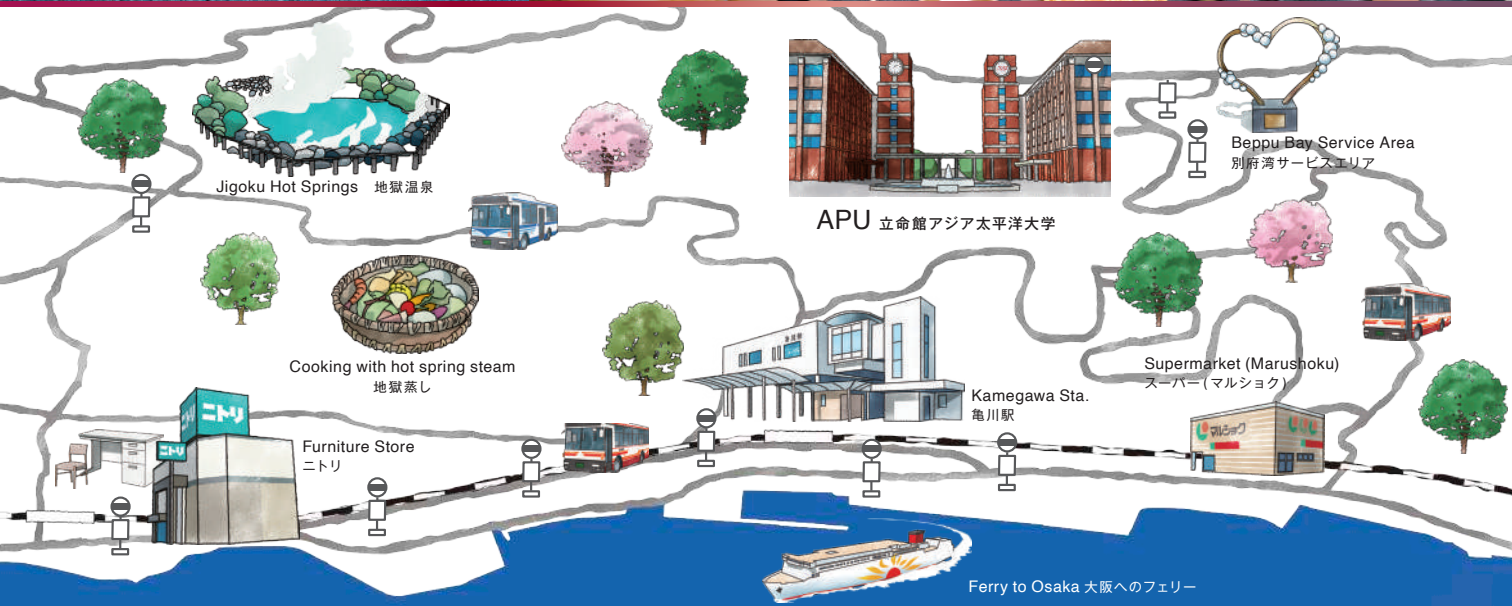 Jigoku Hot Springs 地獄温泉
APU 立命館アジア太平洋大学
Beppu Bay Service Area
別府湾サービスエリア
Cooking with hot spring steam
地獄蒸し
亀川駅
Kamegawa Sta.
亀川駅
Supermarket (Marushoku)
スーパー(マルショク)
マルショク
ニトリ
ニトリ
Furniture Store
ニトリ
Ferry to Osaka 大阪へのフェリー